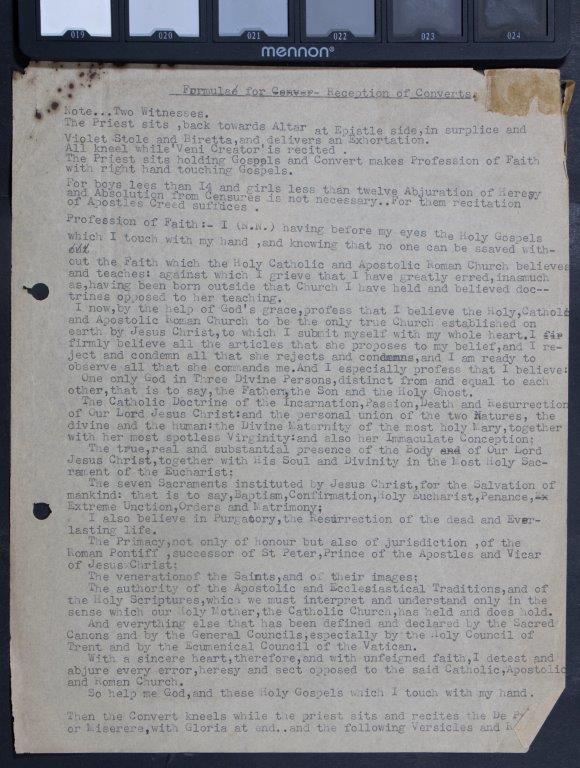 019 020 021 022 023 024
mennon®
Formulae for Conver- Reception of Converts.
Note...Two Witnesses.
The Priest sits ,back towards Altar at Epistle side,in surplice and
Violet Stole and Biretta,and delivers an Exhortation.
All kneel while'Veni Creator'is recited .
The Priest sits holding Gospels and Convert makes Profession of Faith
with right hand touching Gospels.
For boys lees than I4 and girls less than twelve Abjuration of Heresy
and Absolution from Censures is not necessary..For them recitation
of Apostles Creed suffices .
Profession of Faith:- I (N.N.) having before my eyes the Holy Gospels
which I touch with my hand ,and knowing that no one can be ssaved with-
out
out the Faith which the Holy Catholic and Apostolic Roman Church believes
and teaches: against which I grieve that I have greatly erred,inasmuch
as,having been born outside that Church I have held and believed doc--
trines opposed to her teaching.
I now,by the help of God's grace,profess that I believe the Holy,Catholic
and Apostolic Roman Church to be the only true Church established on
earth by Jesus Christ,to which I submit myself with my whole heart.I fir
firmly believe all the articles that she proposes to my belief,and I re-
ject and condemn all that she rejects and condemns,and I am ready to
observe all that she commands me.And I especially profess that I believe:
One only God in Three Divine Persons,distinct from and equal to each
other,that is to say,the Father,the Son and the Holy Ghost.
The Catholic Doctrine of the Incarnation,Passion,Death and Resurrection
of Our Lord Jesus Christ:and the personal union of the two Natures, the
divine and the human:the Divine Maternity of the most holy Mary,together
with her most spotless Virginity:and also her Immaculate Conception;
The true,real and substantial presence of the Body and of Our Lord
Jesus Christ,together with His Soul and Divinity in the Most Holy Sac-
rament of the Eucharist;
The seven Sacraments instituted by Jesus Christ,for the Salvation of
mankind: that is to say,Baptism,Confirmation,Holy Eucharist,Penance,Ex
Extreme Unction,Orders and Matrimony;
I also believe in Purgatory,the Resurrection of the dead and Ever-
lasting life.
The Primacy,not only of honour but also of jurisdiction ,of the
Roman Pontiff ,successor of St Peter,Prince of the Apostles and Vicar
of Jesus Christ;
The venerationof the Saints,and of their images;
The authority of the Apostolic and Ecclesiastical Traditions,and of
the Holy Scriptures,which we must interpret and understand only in the
sense which our Holy Mother,the Catholic Church,has held and does hold.
And everything else that has been defined and declared by the Sacred
Canons and by the General Councils,especially by the Holy Council of
Trent and by the Ecumenical Council of the Vatican.
With a sincere heart,therefore,and with unfeigned faith,I detest and
abjure every error,heresy and sect opposed to the said Catholic,Apostolic
and Roman Church.
So help me God,and these Holy Gospels which I touch with my hand.
Then the Convert kneels while the priest sits and recites the De
or Miserere,with Gloria at end..and the following Versicles and